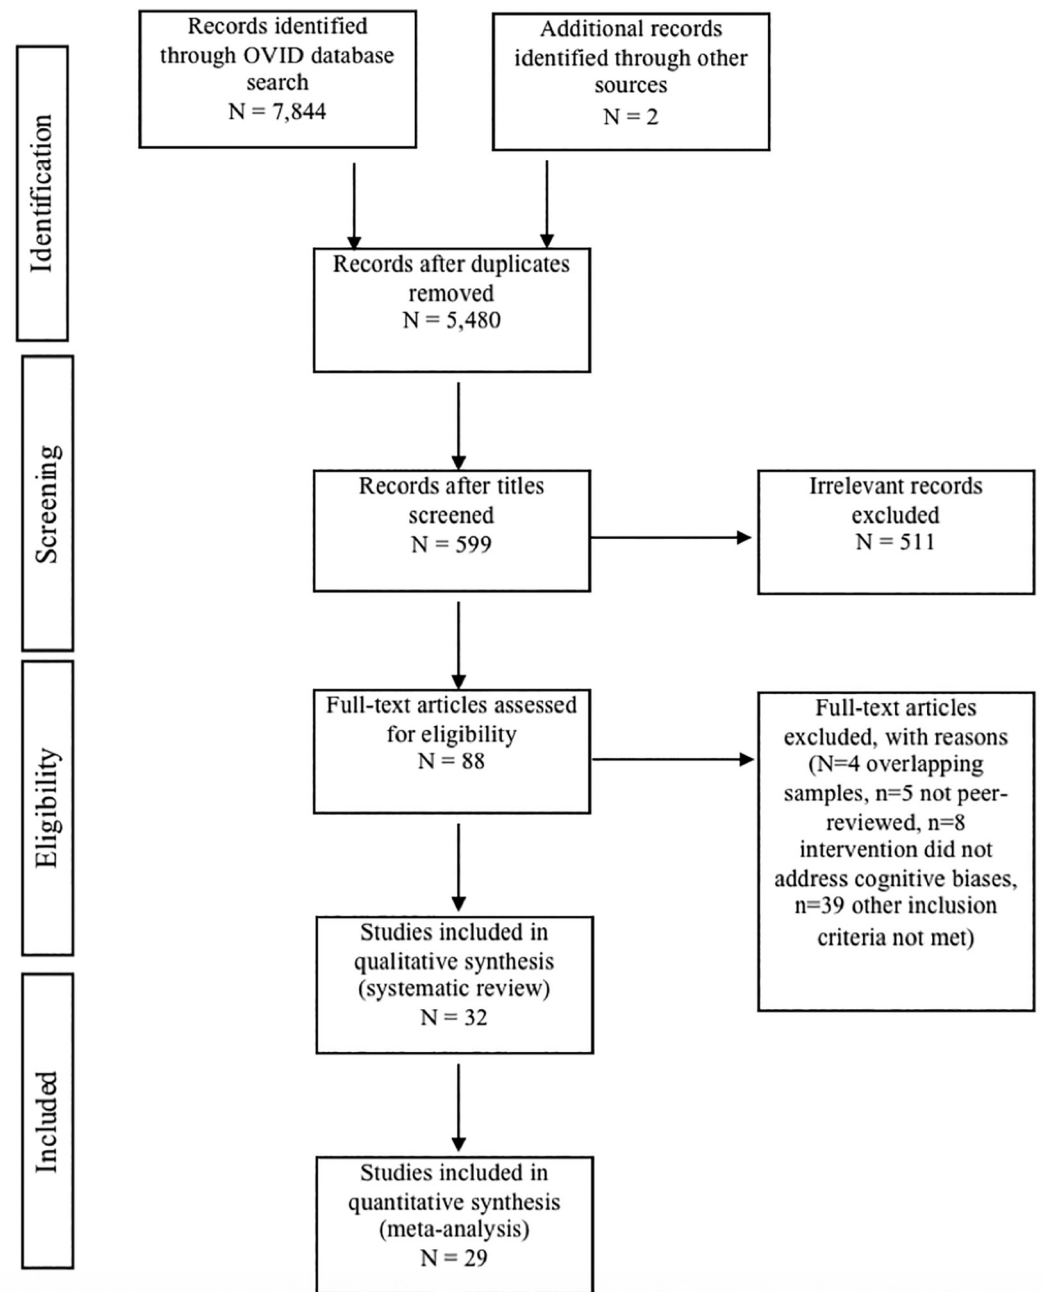 Records identified
through OVID database
search
N = 7,844
Additional records
identified through other
sources
N = 2
Identification
Records after duplicates
removed
N = 5,480
Screening
Records after titles
screened
N = 599
Irrelevant records
excluded
N = 511
Eligibility
Full-text articles assessed
for eligibility
N = 88
Full-text articles
excluded, with reasons
(N=4 overlapping
samples, n=5 not peer-
reviewed, n=8
intervention did not
address cognitive biases,
n=39 other inclusion
criteria not met)
Studies included in
qualitative synthesis
(systematic review)
N = 32
Included
Studies included in
quantitative synthesis
(meta-analysis)
N = 29